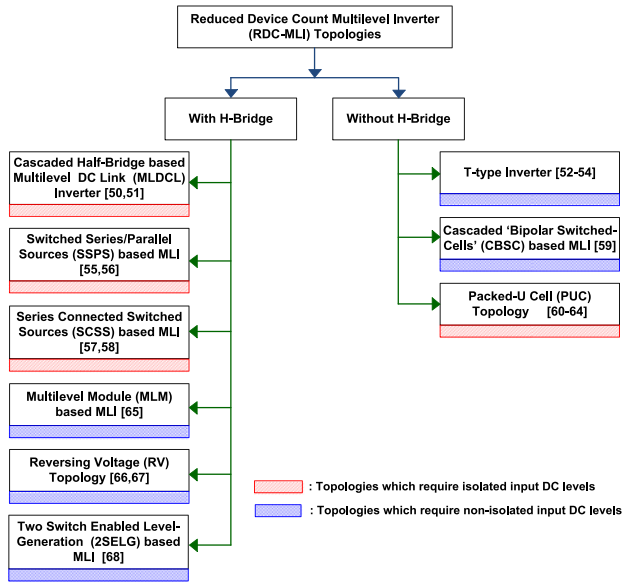 Reduced Device Count Multilevel Inverter
(RDC-MLI) Topologies
With H-Bridge
Without H-Bridge
Cascaded Half-Bridge based
Multilevel DC Link (MLDCL)
Inverter [50,51]
Switched Series/Parallel
Sources (SSPS) based MLI
[55,56]
Series Connected Switched
Sources (SCSS) based MLI
[57,58]
Multilevel Module (MLM)
based MLI [65]
Reversing Voltage (RV)
Topology [66,67]
Two Switch Enabled Level-
Generation (2SELG) based
MLI [68]
T-type Inverter [52-54]
Cascaded ‘Bipolar Switched-
Cells’ (CBSC) based MLI [59]
Packed-U Cell (PUC)
Topology [60-64]
: Topologies which require isolated input DC levels
: Topologies which require non-isolated input DC levels